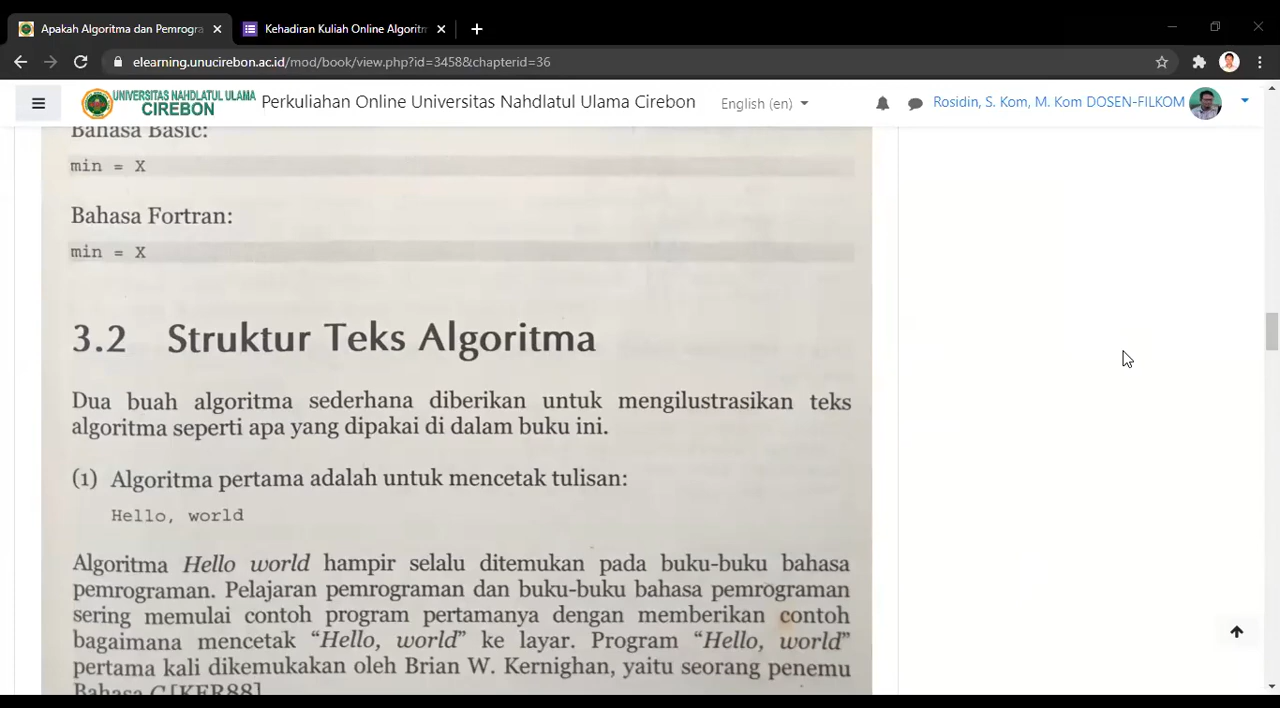 Apakah Algoritma dan Pemrogra
Kehadiran Kuliah Online Algoritm
elearning.unucirebon.ac.id/mod/book/view.php?id=3458&chapterid=36
UNIVERSITAS NAHDLATUL ULAMA
CIREBON
Perkuliahan Online Universitas Nahdlatul Ulama Cirebon
English (en)
Rosidin, S. Kom, M. Kom DOSEN-FILKOM
Bahasa Basic:
min = X
Bahasa Fortran:
min = X
3.2 Struktur Teks Algoritma
Dua buah algoritma sederhana diberikan untuk mengilustrasikan teks
algoritma seperti apa yang dipakai di dalam buku ini.
(1) Algoritma pertama adalah untuk mencetak tulisan:
Hello, world
Algoritma Hello world hampir selalu ditemukan pada buku-buku bahasa
pemrograman. Pelajaran pemrograman dan buku-buku bahasa pemrograman
sering memulai contoh program pertamanya dengan memberikan contoh
bagaimana mencetak “Hello, world” ke layar. Program “Hello, world”
pertama kali dikemukakan oleh Brian W. Kernighan, yaitu seorang penemu
Bahasa C [KER88]